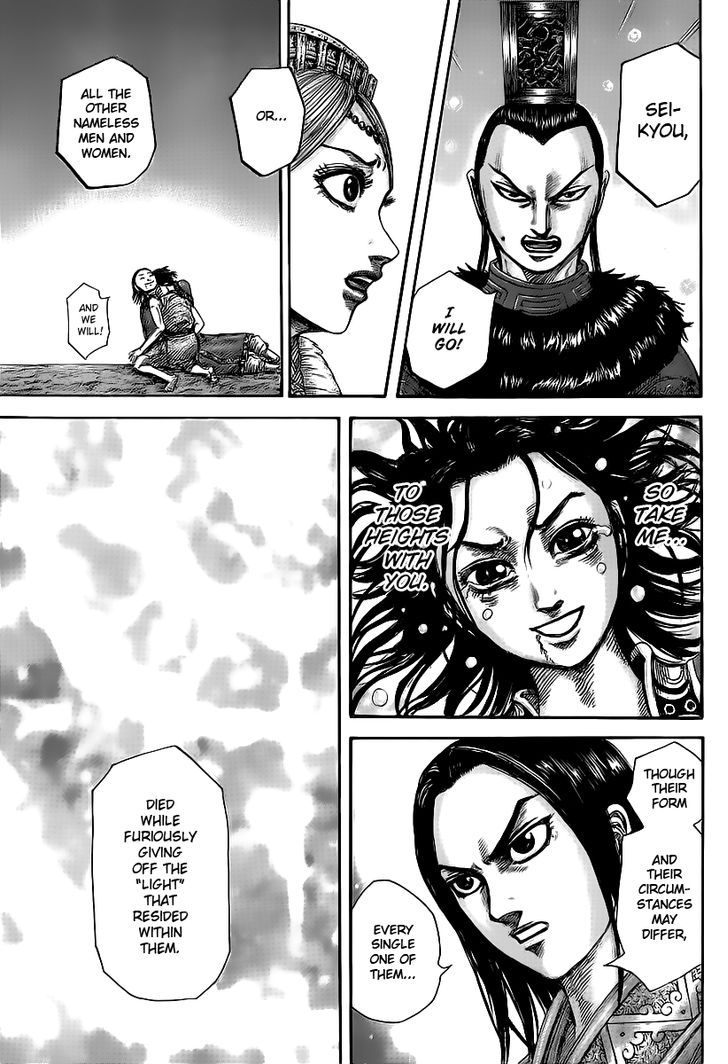 SEI-
KYOU,
I
WILL
GO!
OR...
ALL THE
OTHER
NAMELESS
MEN AND
WOMEN.
AND
WE
WILL!
SO
TAKE
ME...
TO
THOSE
HEIGHTS
WITH
YOU.
THOUGH
THEIR
FORM
AND
THEIR
CIRCUM-
STANCES
MAY
DIFFER,
EVERY
SINGLE
ONE OF
THEM...
DIED
WHILE
FURIOUSLY
GIVING
OFF THE
"LIGHT"
THAT
RESIDED
WITHIN
THEM.